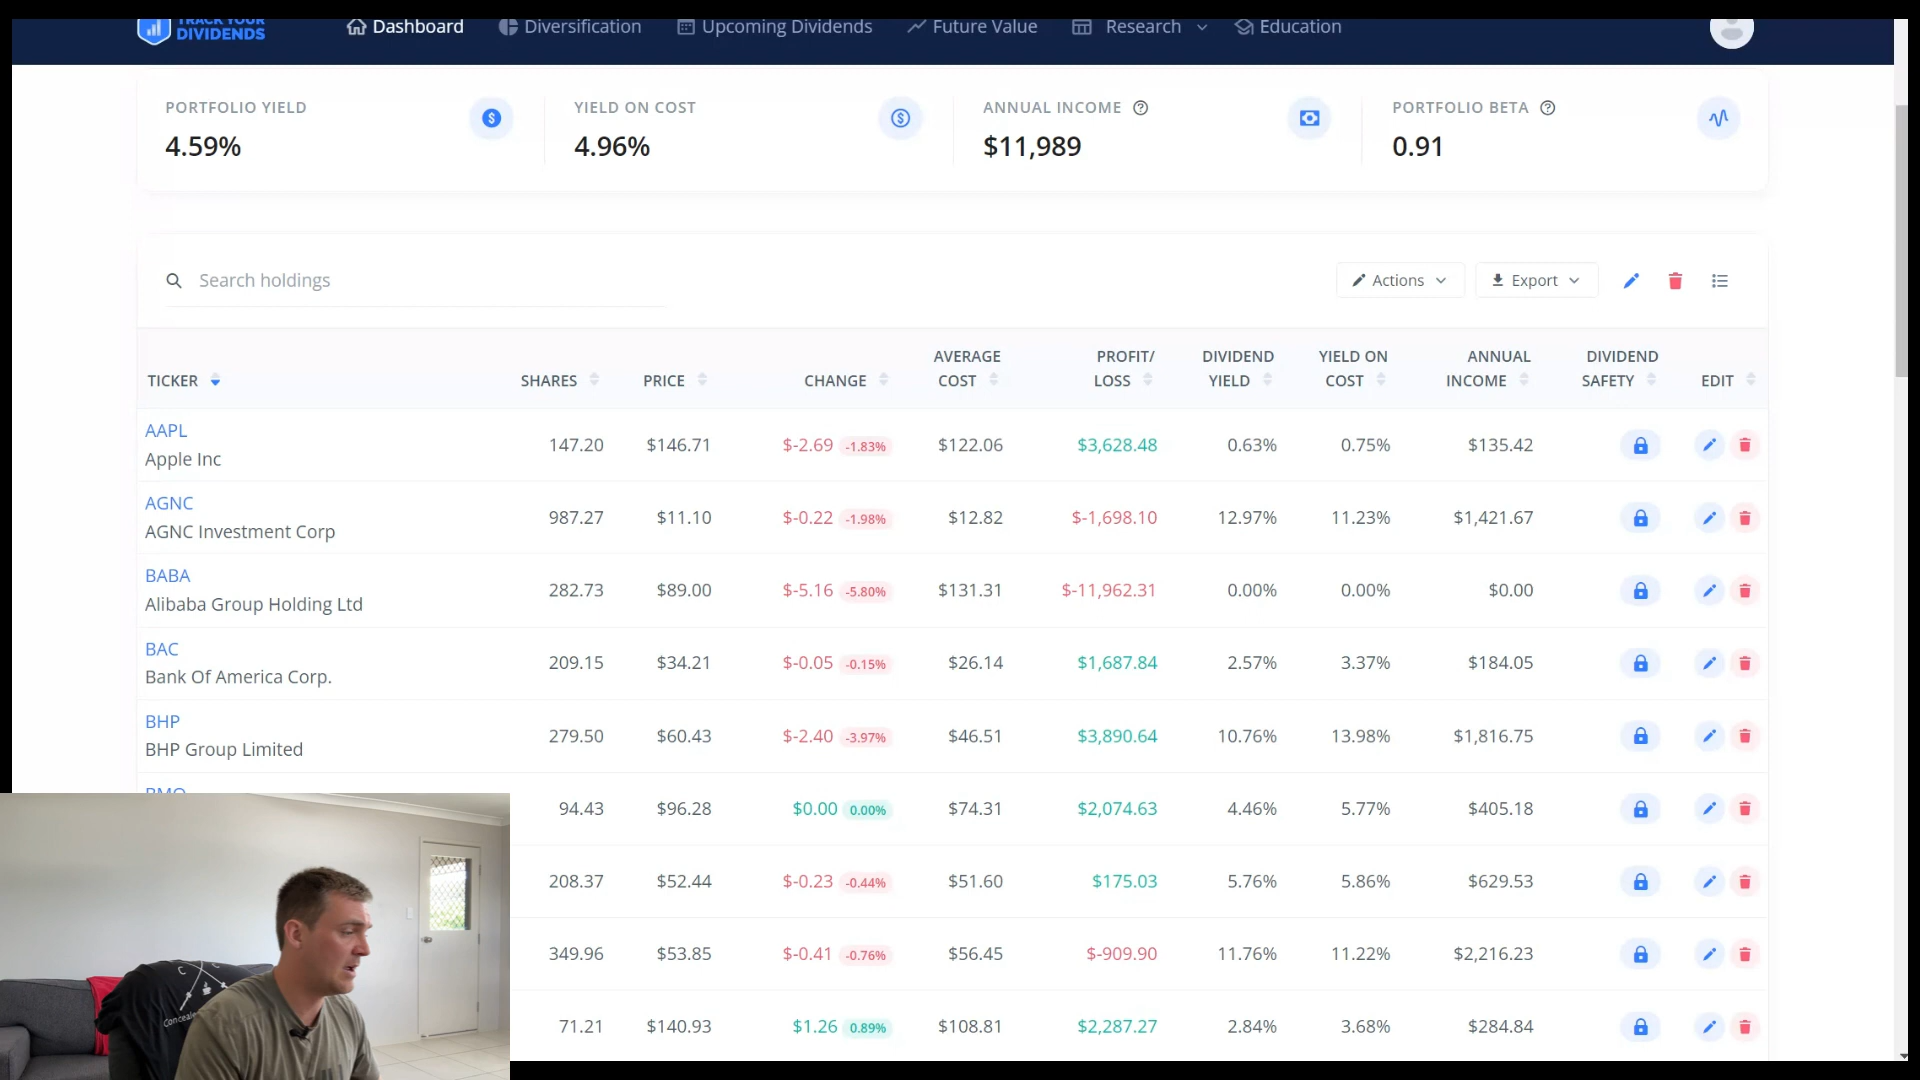 TRACK YOUR
DIVIDENDS
Dashboard Diversification Upcoming Dividends Future Value Research Education
PORTFOLIO YIELD YIELD ON COST ANNUAL INCOME PORTFOLIO BETA
4.59% 4.96% $11,989 0.91
Search holdings Actions Export
TICKER SHARES PRICE CHANGE AVERAGE COST PROFIT/ LOSS DIVIDEND YIELD YIELD ON COST ANNUAL INCOME DIVIDEND SAFETY EDIT
AAPL
Apple Inc
147.20 $146.71 $-2.69 -1.83% $122.06 $3,628.48 0.63% 0.75% $135.42
AGNC
AGNC Investment Corp
987.27 $11.10 $-0.22 -1.98% $12.82 $-1,698.10 12.97% 11.23% $1,421.67
BABA
Alibaba Group Holding Ltd
282.73 $89.00 $-5.16 -5.80% $131.31 $-11,962.31 0.00% 0.00% $0.00
BAC
Bank Of America Corp.
209.15 $34.21 $-0.05 -0.15% $26.14 $1,687.84 2.57% 3.37% $184.05
BHP
BHP Group Limited
279.50 $60.43 $-2.40 -3.97% $46.51 $3,890.64 10.76% 13.98% $1,816.75
BMO
94.43 $96.28 $0.00 0.00% $74.31 $2,074.63 4.46% 5.77% $405.18
208.37 $52.44 $-0.23 -0.44% $51.60 $175.03 5.76% 5.86% $629.53
349.96 $53.85 $-0.41 -0.76% $56.45 $-909.90 11.76% 11.22% $2,216.23
71.21 $140.93 $1.26 0.89% $108.81 $2,287.27 2.84% 3.68% $284.84
C C